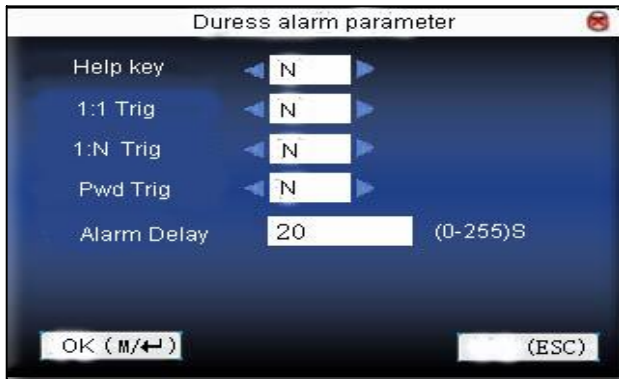 Duress alarm parameter
Help key N
1:1 Trig N
1:N Trig N
Pwd Trig N
Alarm Delay 20 (0-255)S
OK (M/↵) (ESC)